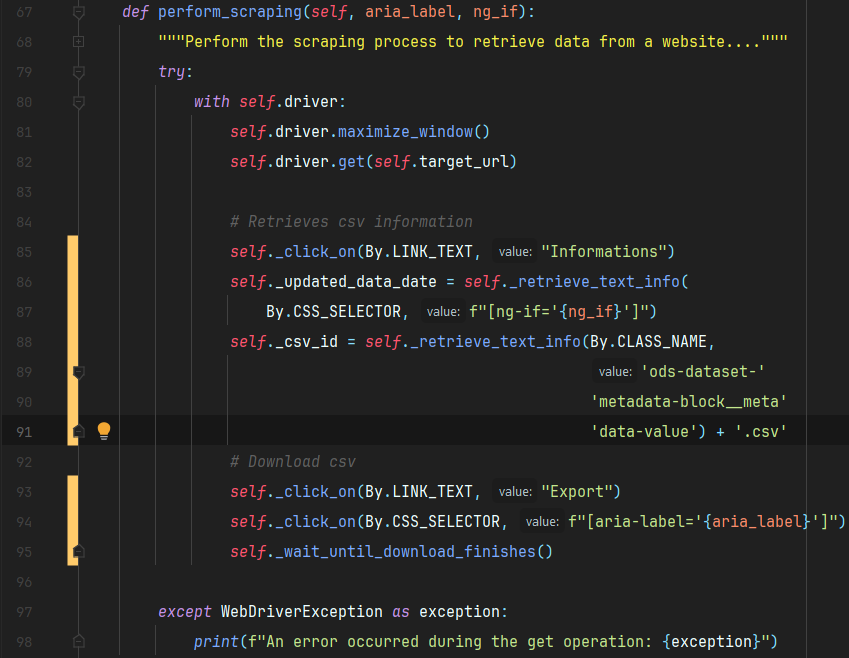 67 def perform_scraping(self, aria_label, ng_if):
68 """Perform the scraping process to retrieve data from a website...."""
79 try:
80 with self.driver:
81 self.driver.maximize_window()
82 self.driver.get(self.target_url)
83
84 # Retrieves csv information
85 self._click_on(By.LINK_TEXT, value: "Informations")
86 self._updated_data_date = self._retrieve_text_info(
87 By.CSS_SELECTOR, value: f"[ng-if='{ng_if}']")
88 self._csv_id = self._retrieve_text_info(By.CLASS_NAME,
89 value: 'ods-dataset-'
90 'metadata-block__meta'
91 'data-value') + '.csv'
92 # Download csv
93 self._click_on(By.LINK_TEXT, value: "Export")
94 self._click_on(By.CSS_SELECTOR, value: f"[aria-label='{aria_label}']")
95 self._wait_until_download_finishes()
96
97 except WebDriverException as exception:
98 print(f"An error occurred during the get operation: {exception}")